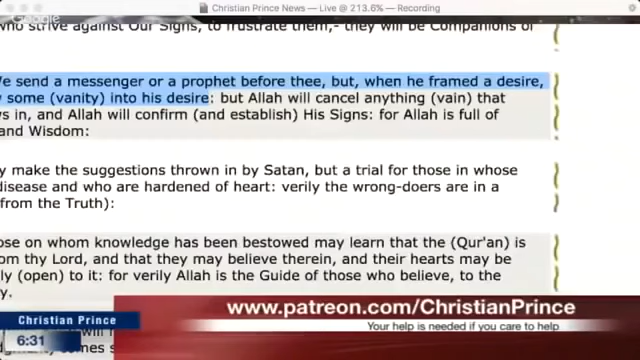 Christian Prince News — Live @ 213.6% — Recording
who strive against Our Signs, to frustrate them,- they will be Companions of
We send a messenger or a prophet before thee, but, when he framed a desire,
some (vanity) into his desire: but Allah will cancel anything (vain) that
in, and Allah will confirm (and establish) His Signs: for Allah is full of
and Wisdom:
make the suggestions thrown in by Satan, but a trial for those in whose
disease and who are hardened of heart: verily the wrong-doers are in a
from the Truth):
on whom knowledge has been bestowed may learn that the (Qur'an) is
thy Lord, and that they may believe therein, and their hearts may be
(open) to it: for verily Allah is the Guide of those who believe, to the
www.patreon.com/ChristianPrince
Christian Prince
Your help is needed if you care to help
6:31